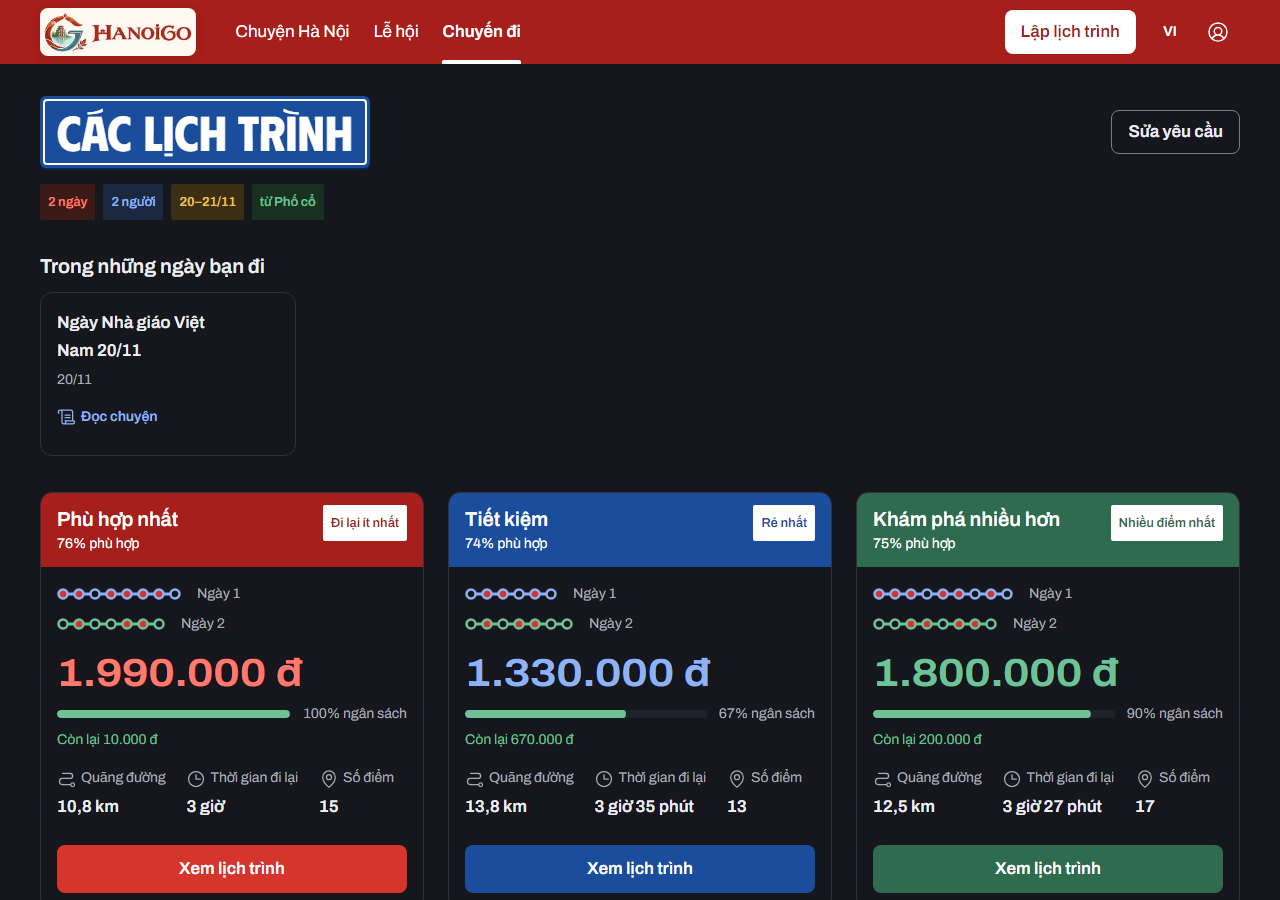 HANOIGO
Chuyện Hà Nội
Lễ hội
Chuyến đi
Lập lịch trình
VI
CÁC LỊCH TRÌNH
Sửa yêu cầu
2 ngày
2 người
20–21/11
từ Phố cổ
Trong những ngày bạn đi
Ngày Nhà giáo Việt
Nam 20/11
20/11
Đọc chuyện
Phù hợp nhất
76% phù hợp
Đi lại ít nhất
Ngày 1
Ngày 2
1.990.000 đ
100% ngân sách
Còn lại 10.000 đ
Quãng đường
Thời gian đi lại
Số điểm
10,8 km
3 giờ
15
Xem lịch trình
Tiết kiệm
74% phù hợp
Rẻ nhất
Ngày 1
Ngày 2
1.330.000 đ
67% ngân sách
Còn lại 670.000 đ
Quãng đường
Thời gian đi lại
Số điểm
13,8 km
3 giờ 35 phút
13
Xem lịch trình
Khám phá nhiều hơn
75% phù hợp
Nhiều điểm nhất
Ngày 1
Ngày 2
1.800.000 đ
90% ngân sách
Còn lại 200.000 đ
Quãng đường
Thời gian đi lại
Số điểm
12,5 km
3 giờ 27 phút
17
Xem lịch trình